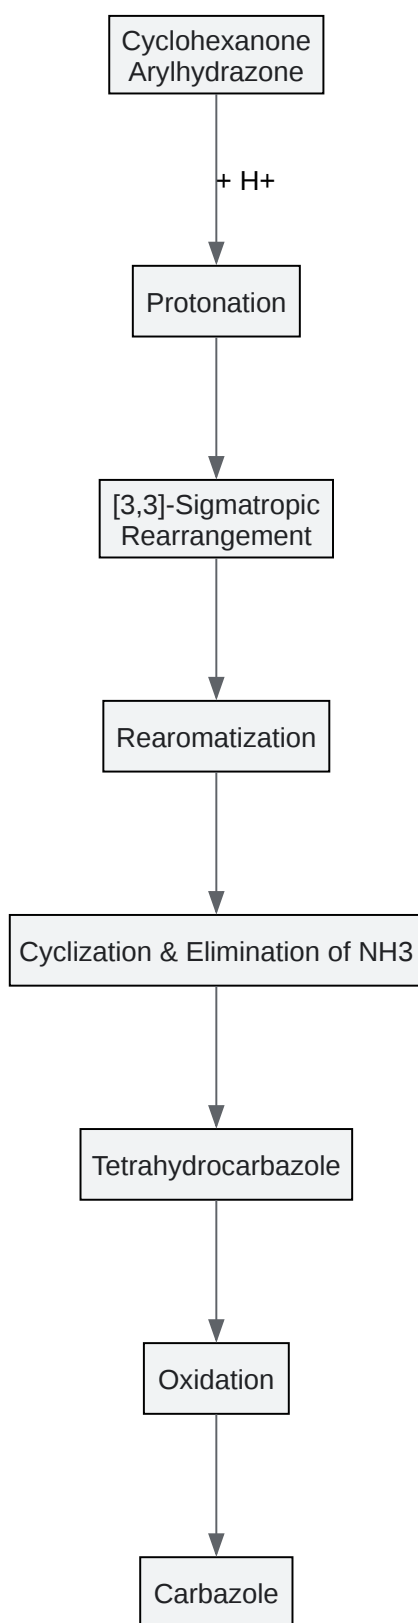 Cyclohexanone
Arylhydrazone
+ H+
Protonation
[3,3]-Sigmatropic
Rearrangement
Rearomatization
Cyclization & Elimination of NH3
Tetrahydrocarbazole
Oxidation
Carbazole